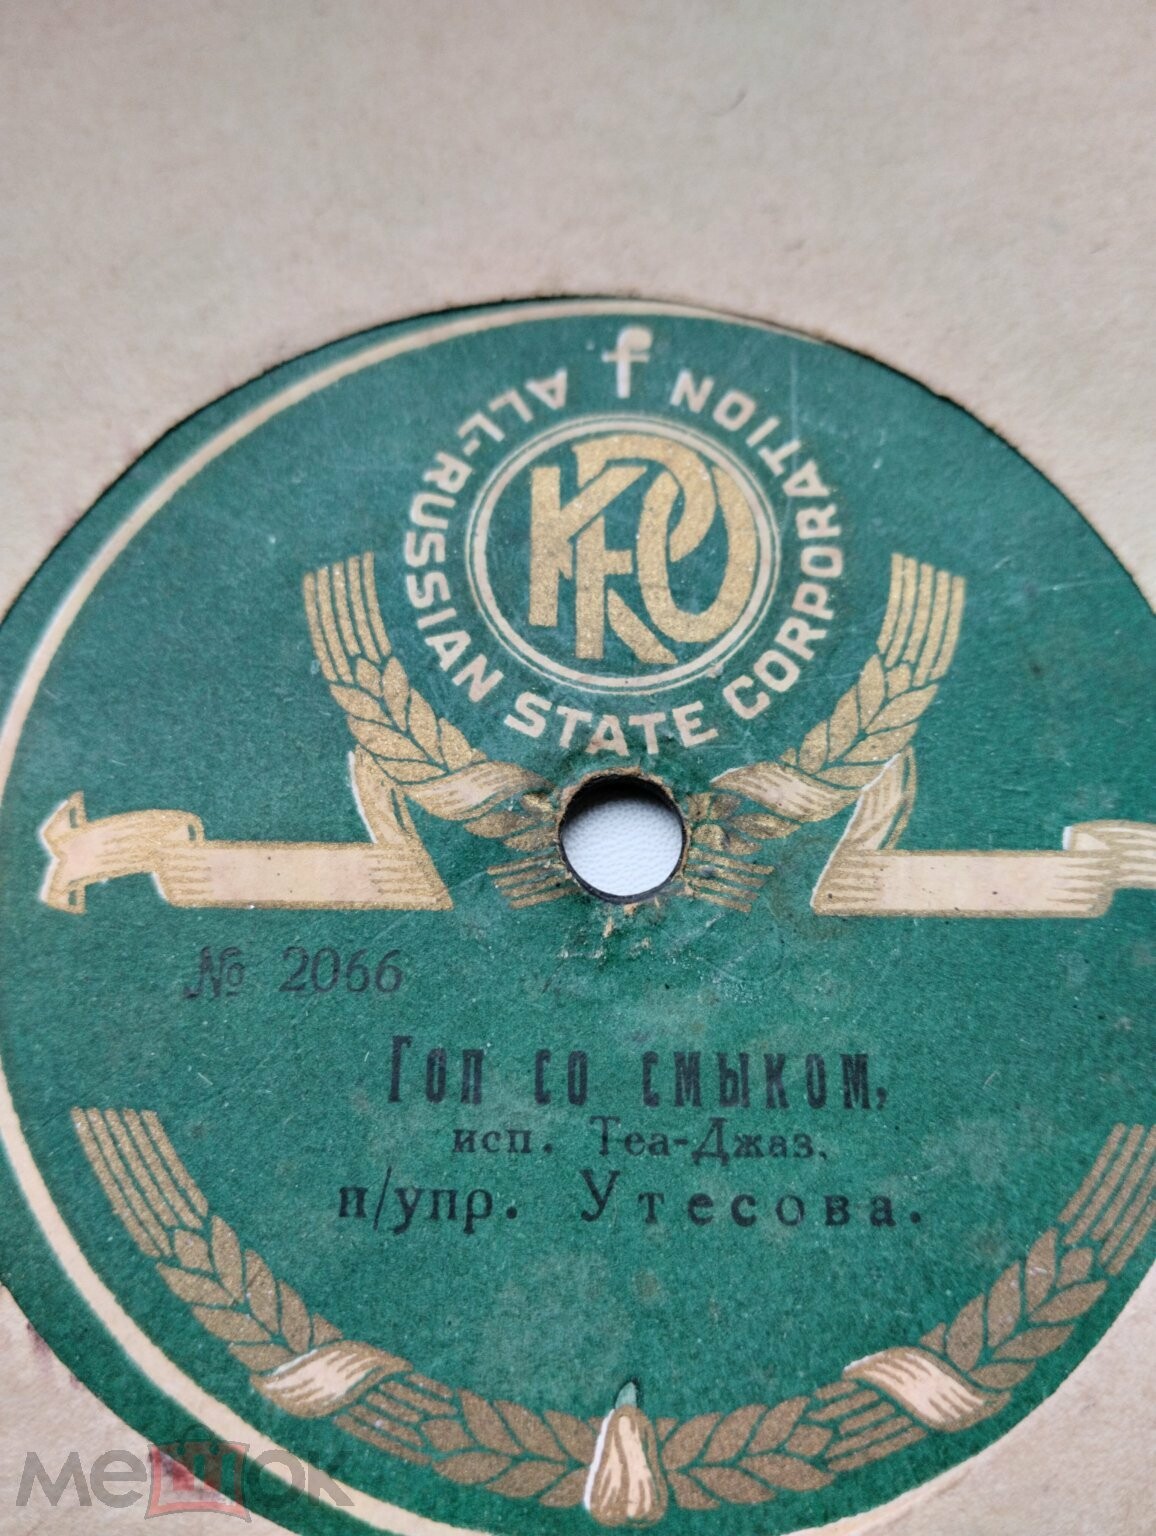 ALL-RUSSIAN STATE CORPORATION
КРО
№ 2066
Гоп со смыком,
исп. Теа-Джаз,
п/упр. Утесова.
мешок